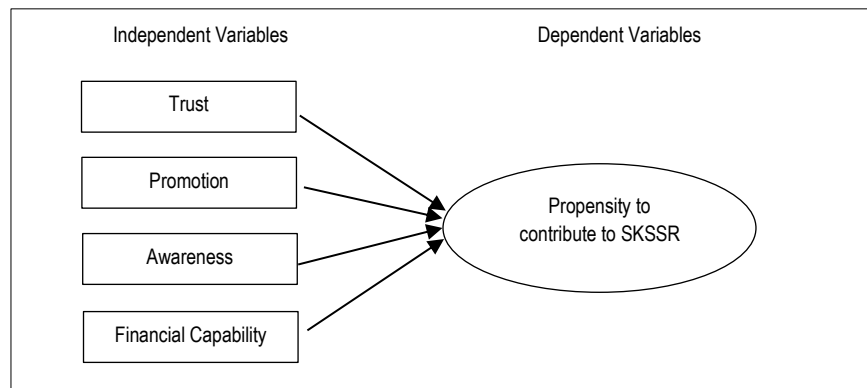 Independent Variables
Dependent Variables
Trust
Promotion
Awareness
Financial Capability
Propensity to
contribute to SKSSR